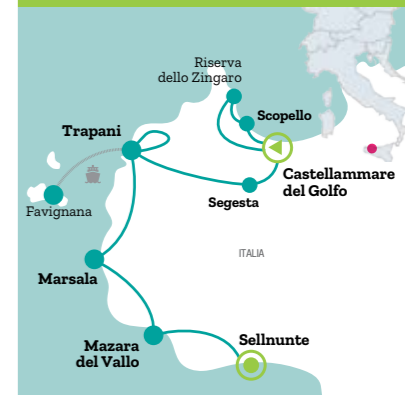 Riserva
dello Zingaro
Scopello
Trapani
Castellammare
del Golfo
Segesta
Favignana
ITALIA
Marsala
Sellnunte
Mazara
del Vallo